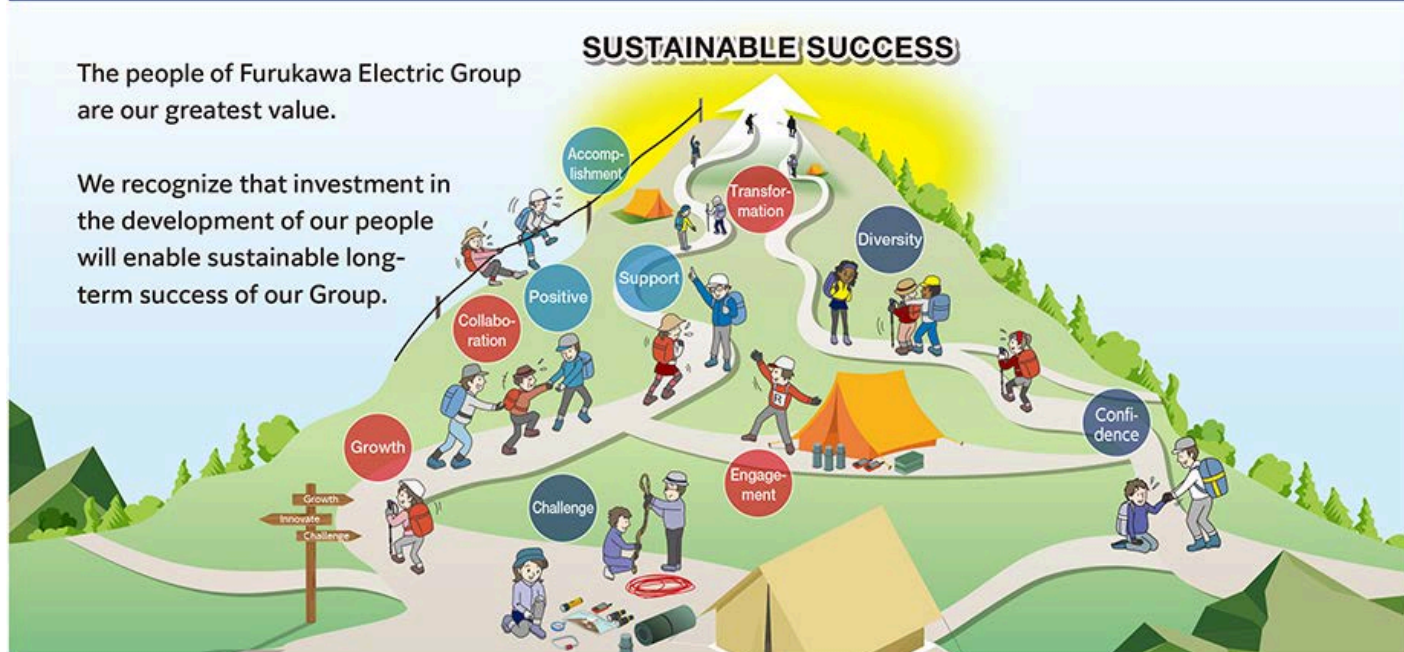 SUSTAINABLE SUCCESS
The people of Furukawa Electric Group
are our greatest value.
We recognize that investment in
the development of our people
will enable sustainable long-
term success of our Group.
Accomp-
lishment
Transfor-
mation
Diversity
Support
Positive
Collabo-
ration
Confi-
dence
Growth
Engage-
ment
Challenge
Growth
Innovate
Challenge
R